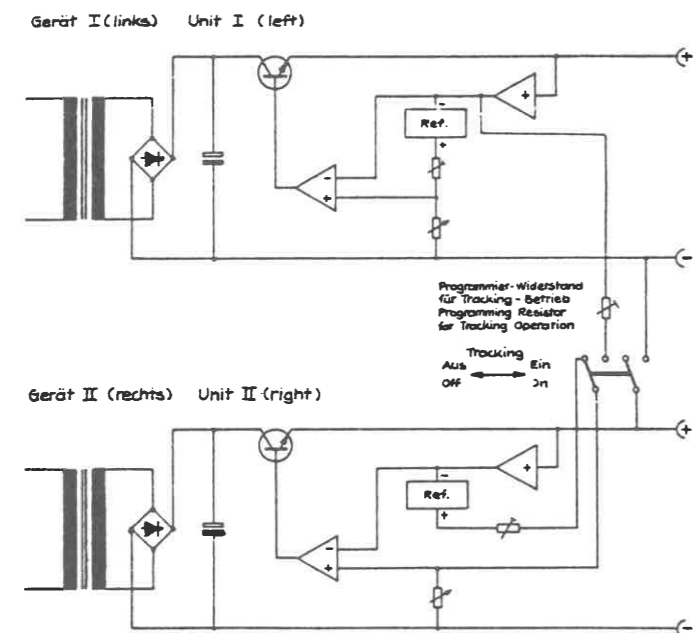 Gerät I (links) Unit I (left)
+
+
-
Ref.
+
-
+
-
Programmier-Widerstand
für Tracking - Betrieb
Programming Resistor
for Tracking Operation
Tracking
Aus Ein
Off On
Gerät II (rechts) Unit II (right)
+
+
-
Ref.
+
-
+
-